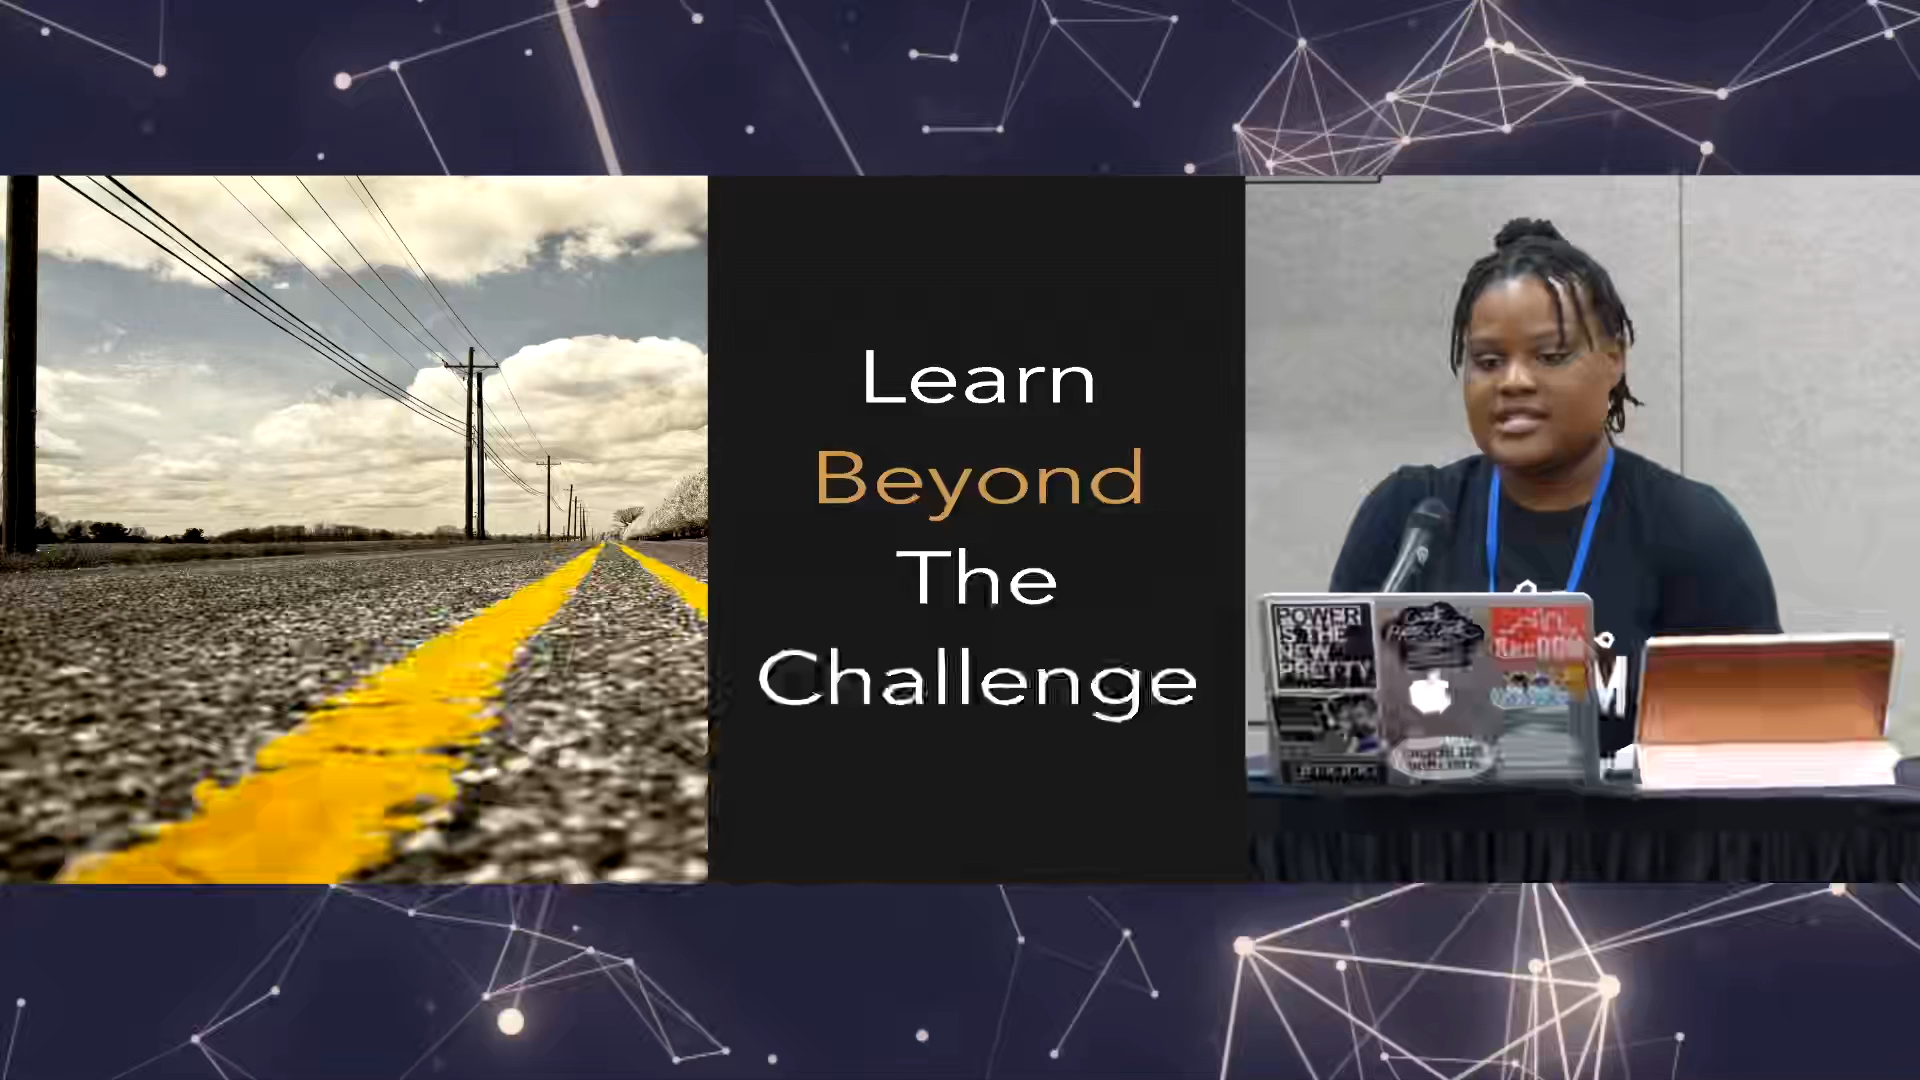 Learn
Beyond
The
Challenge
POWER
IS THE
NEW
PRETTY